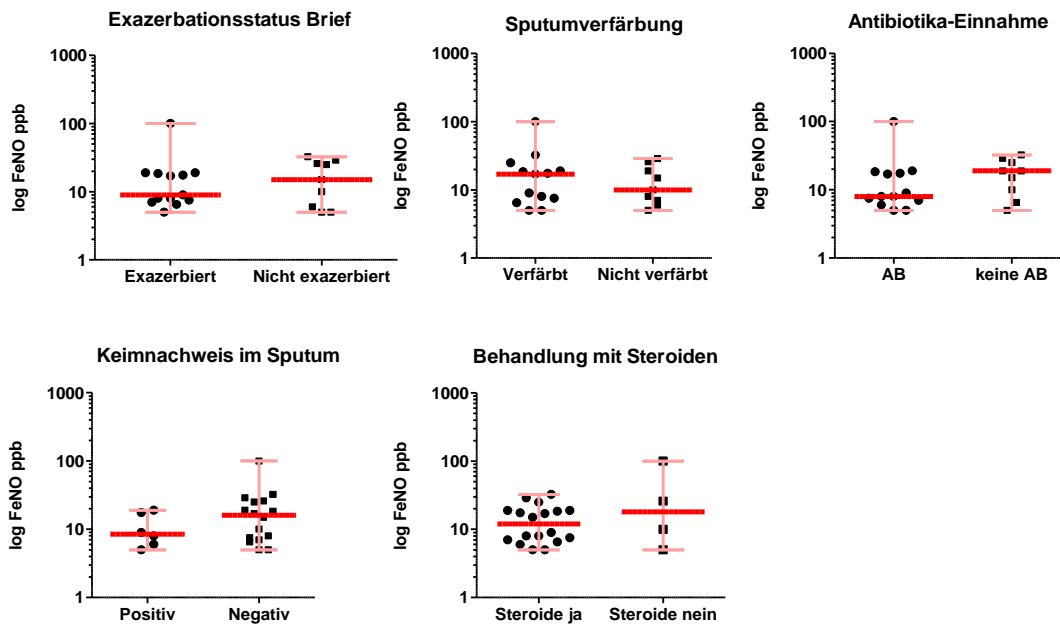 Exazerbationsstatus Brief
log FeNO ppb
1000
100
10
1
Exazerbiert Nicht exazerbiert
Sputumverfärbung
log FeNO ppb
1000
100
10
1
Verfärbt Nicht verfärbt
Antibiotika-Einnahme
log FeNO ppb
1000
100
10
1
AB keine AB
Keimnachweis im Sputum
log FeNO ppb
1000
100
10
1
Positiv Negativ
Behandlung mit Steroiden
log FeNO ppb
1000
100
10
1
Steroide ja Steroide nein